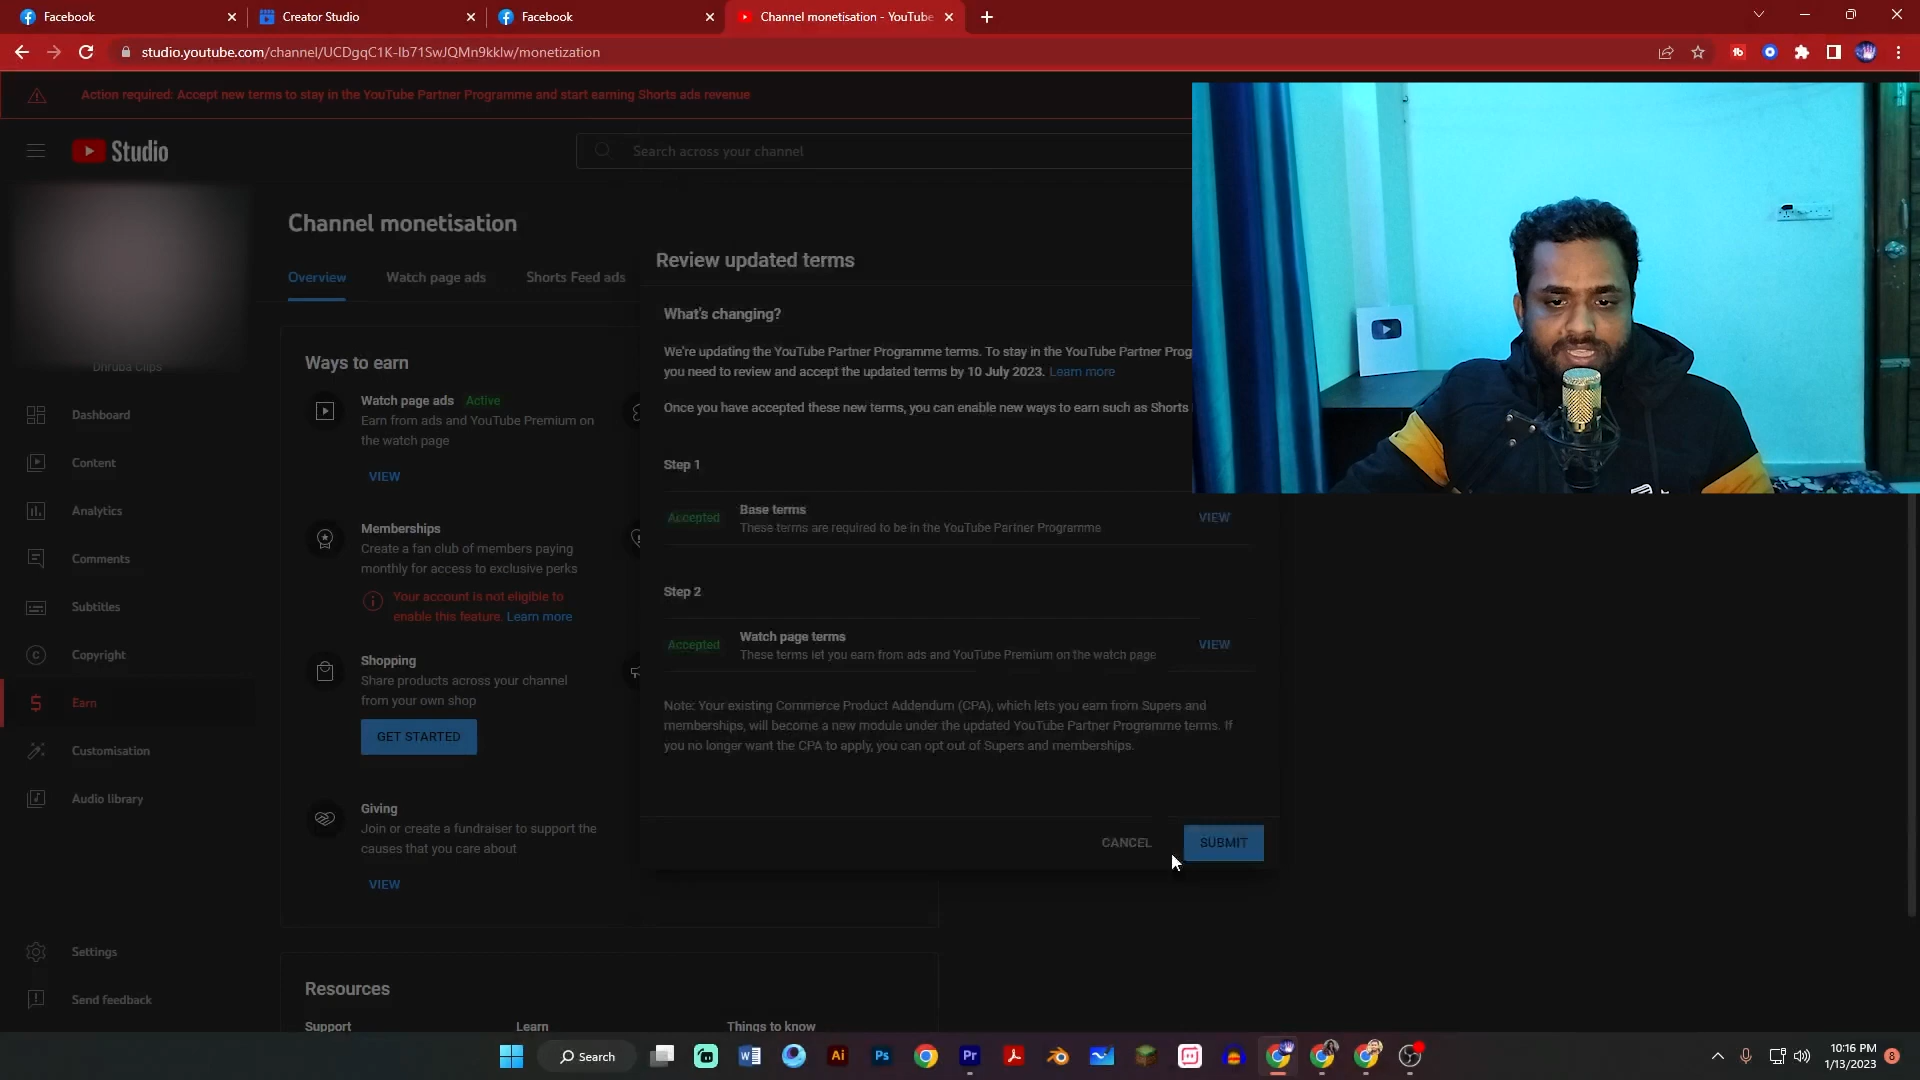 Facebook
Creator Studio
Facebook
Channel monetisation - YouTube
studio.youtube.com/channel/UCDgqC1K-Ib71SwJQMn9kklw/monetization
Action required: Accept new terms to stay in the YouTube Partner Programme and start earning Shorts ads revenue
Studio
Search across your channel
Dhruba Clips
Dashboard
Content
Analytics
Comments
Subtitles
Copyright
Earn
Customisation
Audio library
Settings
Send feedback
Channel monetisation
Overview
Watch page ads
Shorts Feed ads
Ways to earn
Watch page ads Active
Earn from ads and YouTube Premium on
the watch page
VIEW
Memberships
Create a fan club of members paying
monthly for access to exclusive perks
Your account is not eligible to
enable this feature. Learn more
Shopping
Share products across your channel
from your own shop
GET STARTED
Giving
Join or create a fundraiser to support the
causes that you care about
VIEW
Resources
Support
Learn
Things to know
Review updated terms
What's changing?
We're updating the YouTube Partner Programme terms. To stay in the YouTube Partner Prog
you need to review and accept the updated terms by 10 July 2023. Learn more
Once you have accepted these new terms, you can enable new ways to earn such as Shorts
Step 1
Accepted
Base terms
These terms are required to be in the YouTube Partner Programme
VIEW
Step 2
Accepted
Watch page terms
These terms let you earn from ads and YouTube Premium on the watch page
VIEW
Note: Your existing Commerce Product Addendum (CPA), which lets you earn from Supers and
memberships, will become a new module under the updated YouTube Partner Programme terms. If
you no longer want the CPA to apply, you can opt out of Supers and memberships.
CANCEL
SUBMIT
Search
Ai
Ps
Pr
10:16 PM
1/13/2023
8